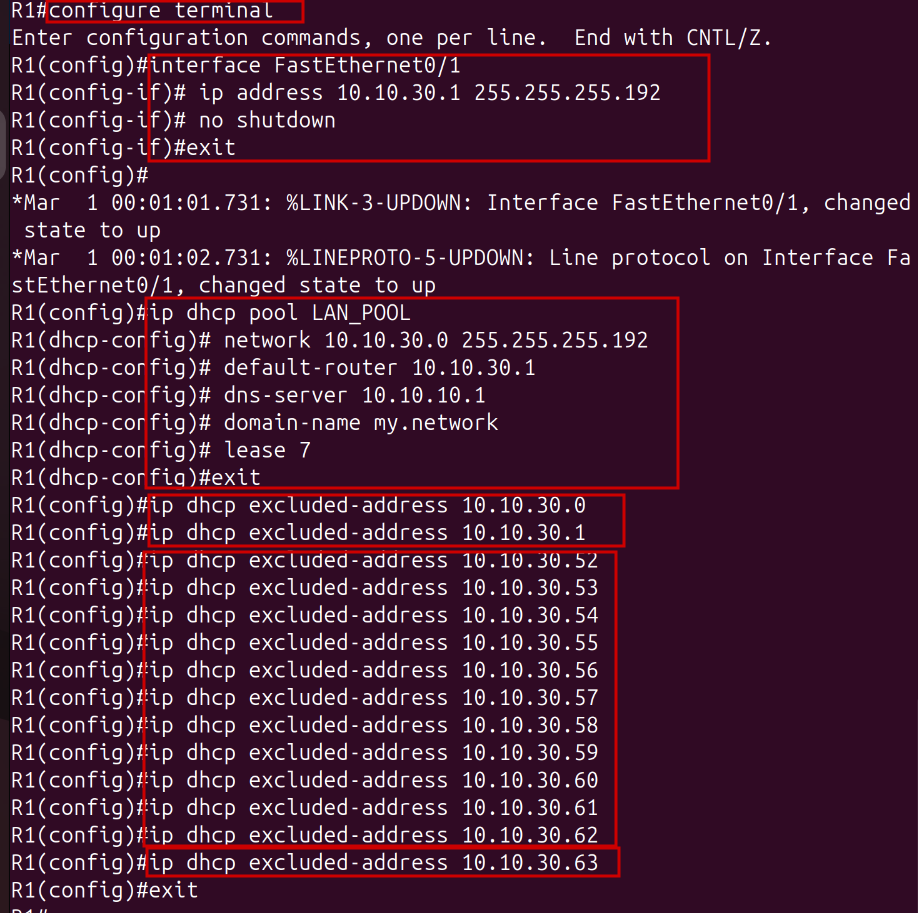 R1#configure terminal
Enter configuration commands, one per line.  End with CNTL/Z.
R1(config)#interface FastEthernet0/1
R1(config-if)# ip address 10.10.30.1 255.255.255.192
R1(config-if)# no shutdown
R1(config-if)#exit
R1(config)#
*Mar  1 00:01:01.731: %LINK-3-UPDOWN: Interface FastEthernet0/1, changed
 state to up
*Mar  1 00:01:02.731: %LINEPROTO-5-UPDOWN: Line protocol on Interface Fa
stEthernet0/1, changed state to up
R1(config)#ip dhcp pool LAN_POOL
R1(dhcp-config)# network 10.10.30.0 255.255.255.192
R1(dhcp-config)# default-router 10.10.30.1
R1(dhcp-config)# dns-server 10.10.10.1
R1(dhcp-config)# domain-name my.network
R1(dhcp-config)# lease 7
R1(dhcp-config)#exit
R1(config)#ip dhcp excluded-address 10.10.30.0
R1(config)#ip dhcp excluded-address 10.10.30.1
R1(config)#ip dhcp excluded-address 10.10.30.52
R1(config)#ip dhcp excluded-address 10.10.30.53
R1(config)#ip dhcp excluded-address 10.10.30.54
R1(config)#ip dhcp excluded-address 10.10.30.55
R1(config)#ip dhcp excluded-address 10.10.30.56
R1(config)#ip dhcp excluded-address 10.10.30.57
R1(config)#ip dhcp excluded-address 10.10.30.58
R1(config)#ip dhcp excluded-address 10.10.30.59
R1(config)#ip dhcp excluded-address 10.10.30.60
R1(config)#ip dhcp excluded-address 10.10.30.61
R1(config)#ip dhcp excluded-address 10.10.30.62
R1(config)#ip dhcp excluded-address 10.10.30.63
R1(config)#exit
R1#